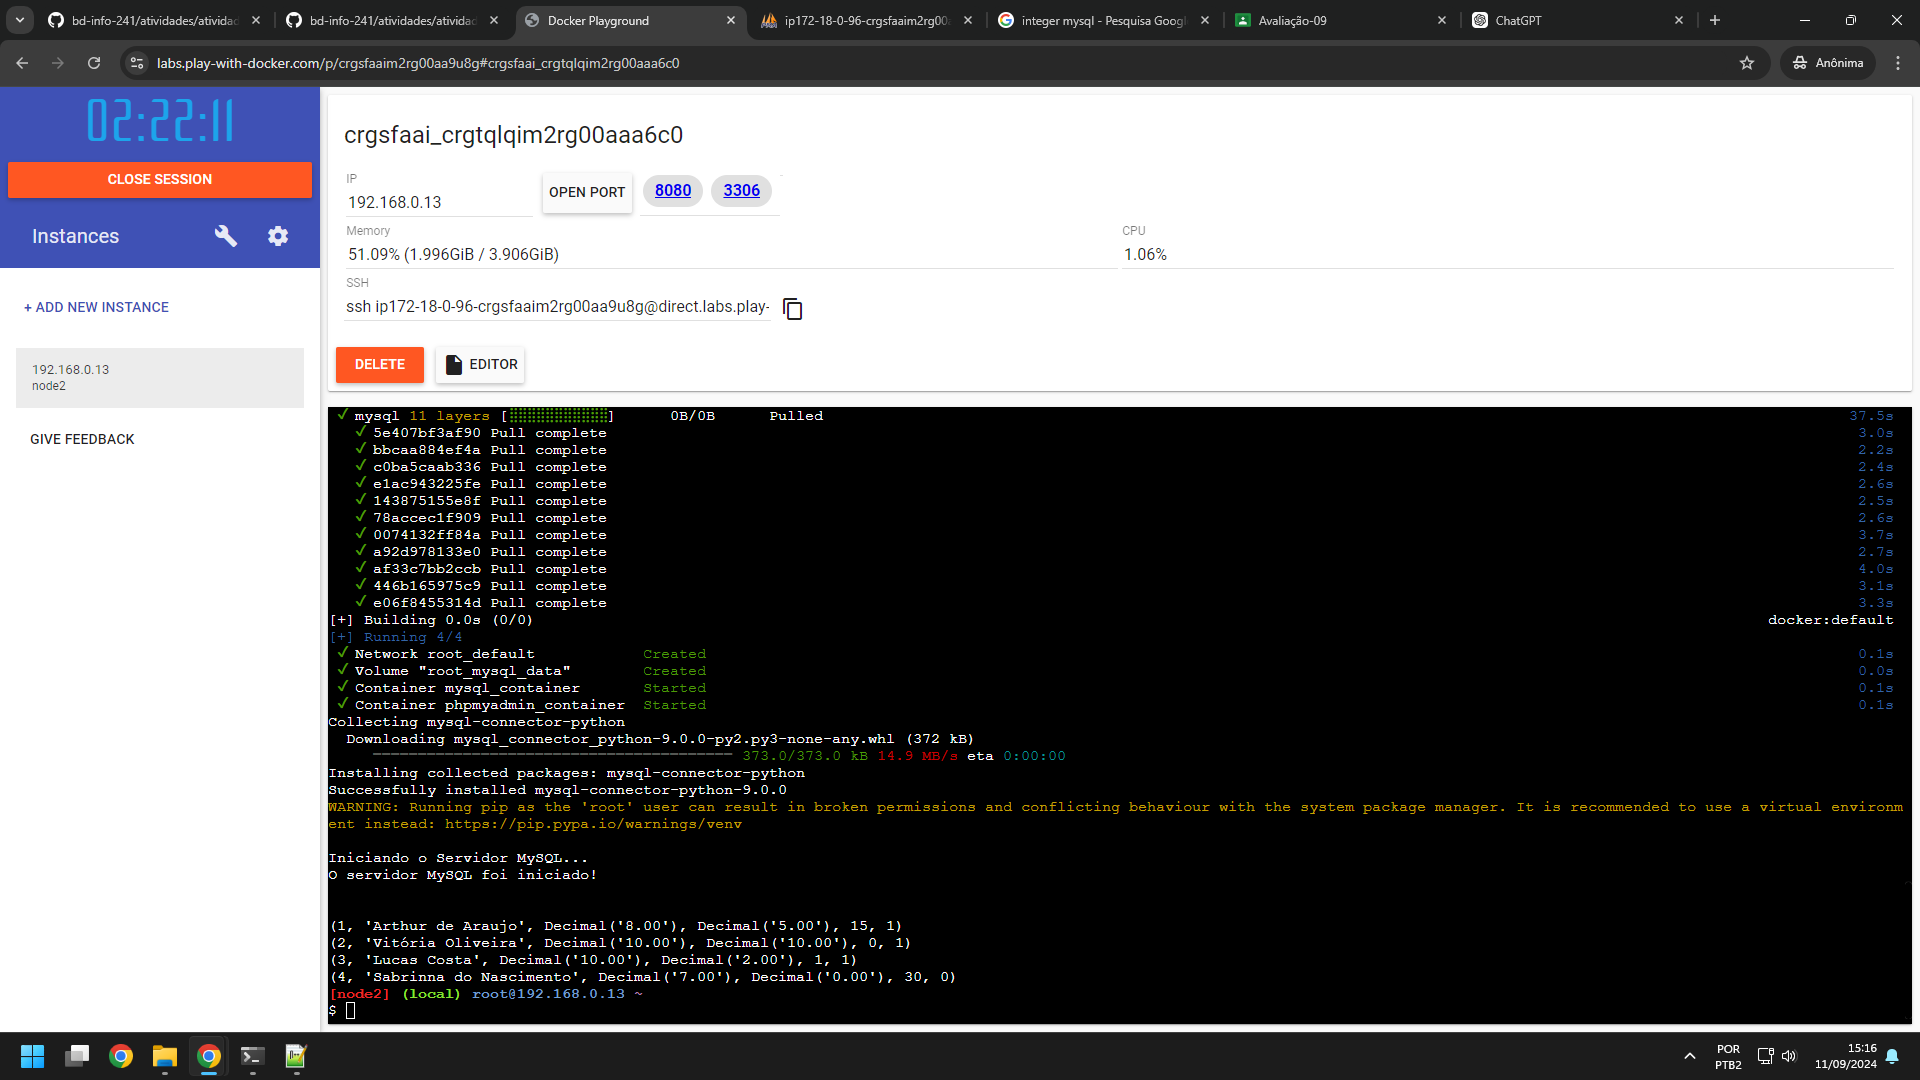 bd-info-241/atividades/ativida
bd-info-241/atividades/ativida
Docker Playground
ip172-18-0-96-crgsfaaim2rg00
integer mysql - Pesquisa Goog
Avaliação-09
ChatGPT
labs.play-with-docker.com/p/crgsfaaim2rg00aa9u8g#crgsfaai_crgtqlqim2rg00aaa6c0
Anônima
02:22:11
CLOSE SESSION
Instances
+ ADD NEW INSTANCE
192.168.0.13
node2
GIVE FEEDBACK
crgsfaai_crgtqlqim2rg00aaa6c0
IP
192.168.0.13
OPEN PORT
8080
3306
Memory
51.09% (1.996GiB / 3.906GiB)
CPU
1.06%
SSH
ssh ip172-18-0-96-crgsfaaim2rg00aa9u8g@direct.labs.play-
DELETE
EDITOR
✓ mysql 11 layers [⣿⣿⣿⣿⣿⣿⣿⣿⣿⣿⣿] 0B/0B Pulled 37.5s
✓ 5e407bf3af90 Pull complete 3.0s
✓ bbcaa884ef4a Pull complete 2.2s
✓ c0ba5caab336 Pull complete 2.4s
✓ e1ac943225fe Pull complete 2.6s
✓ 143875155e8f Pull complete 2.5s
✓ 78accec1f909 Pull complete 2.6s
✓ 0074132ff84a Pull complete 3.7s
✓ a92d978133e0 Pull complete 2.7s
✓ af33c7bb2ccb Pull complete 4.0s
✓ 446b165975c9 Pull complete 3.1s
✓ e06f8455314d Pull complete 3.3s
[+] Building 0.0s (0/0) docker:default
[+] Running 4/4
✓ Network root_default Created 0.1s
✓ Volume "root_mysql_data" Created 0.0s
✓ Container mysql_container Started 0.1s
✓ Container phpmyadmin_container Started 0.1s
Collecting mysql-connector-python
Downloading mysql_connector_python-9.0.0-py2.py3-none-any.whl (372 kB)
373.0/373.0 kB 14.9 MB/s eta 0:00:00
Installing collected packages: mysql-connector-python
Successfully installed mysql-connector-python-9.0.0
WARNING: Running pip as the 'root' user can result in broken permissions and conflicting behaviour with the system package manager. It is recommended to use a virtual environm
ent instead: https://pip.pypa.io/warnings/venv
Iniciando o Servidor MySQL...
O servidor MySQL foi iniciado!
(1, 'Arthur de Araujo', Decimal('8.00'), Decimal('5.00'), 15, 1)
(2, 'Vitória Oliveira', Decimal('10.00'), Decimal('10.00'), 0, 1)
(3, 'Lucas Costa', Decimal('10.00'), Decimal('2.00'), 1, 1)
(4, 'Sabrinna do Nascimento', Decimal('7.00'), Decimal('0.00'), 30, 0)
[node2] (local) root@192.168.0.13 ~
$
POR
PTB2
15:16
11/09/2024